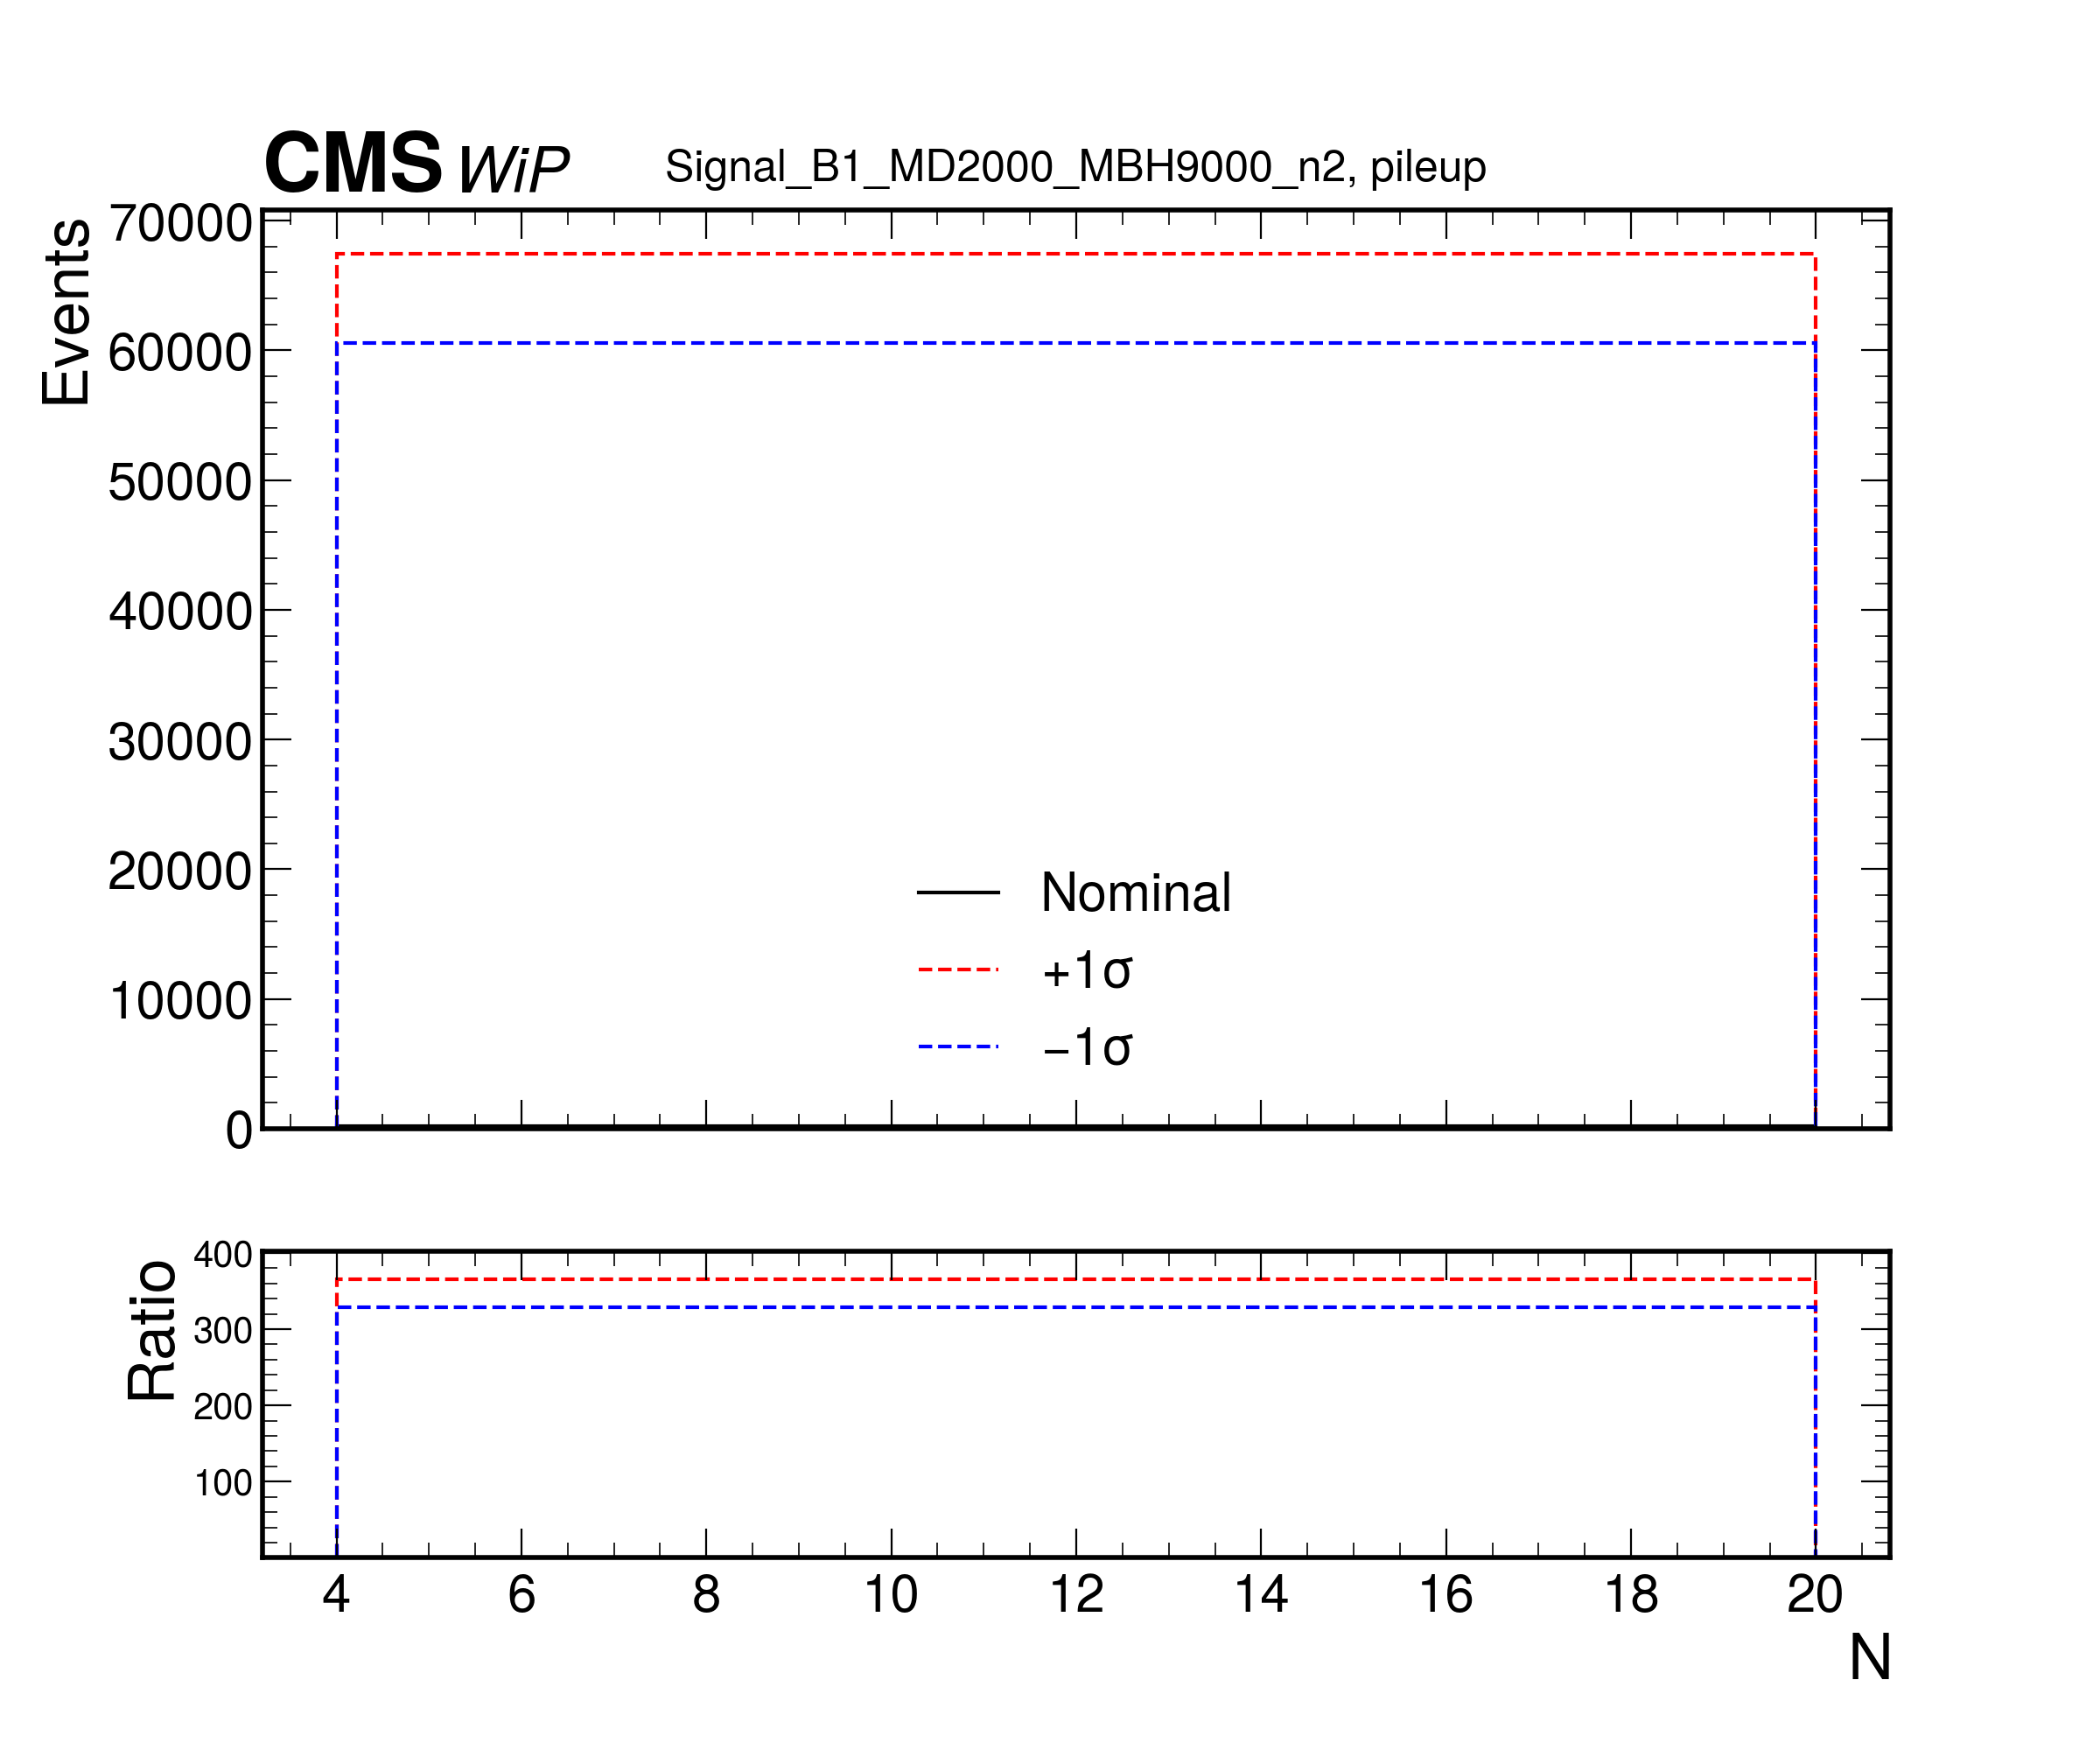 CMS WiP Signal_B1_MD2000_MBH9000_n2, pileup
Events
70000
60000
50000
40000
30000
20000
10000
0
Nominal
+1σ
−1σ
Ratio
400
300
200
100
4 6 8 10 12 14 16 18 20
N